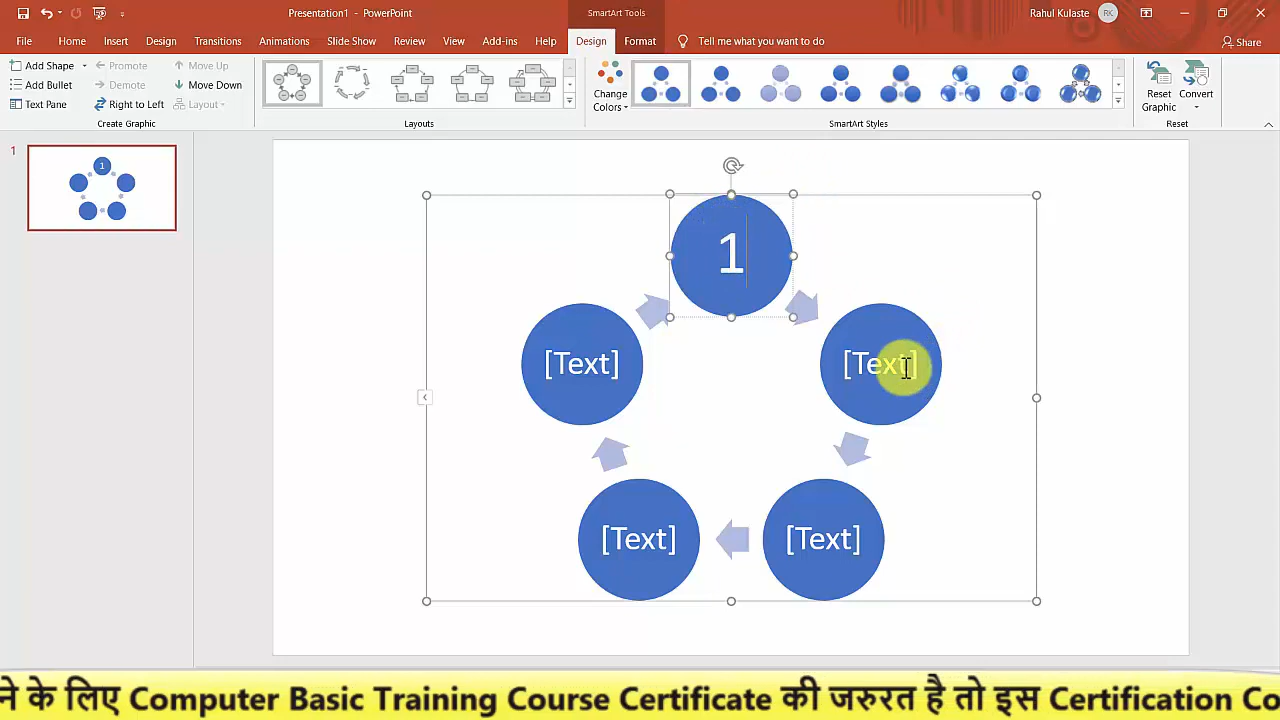 Presentation1 - PowerPoint
SmartArt Tools
Rahul Kulaste
RK
File Home Insert Design Transitions Animations Slide Show Review View Add-ins Help Design Format Tell me what you want to do
Share
Add Shape Promote Move Up
Add Bullet Demote Move Down
Text Pane Right to Left Layout
Create Graphic
Layouts
Change Colors
SmartArt Styles
Reset Graphic
Convert
Reset
1
1
1
[Text]
[Text]
[Text]
[Text]
ने के लिए Computer Basic Training Course Certificate की जरुरत है तो इस Certification Co